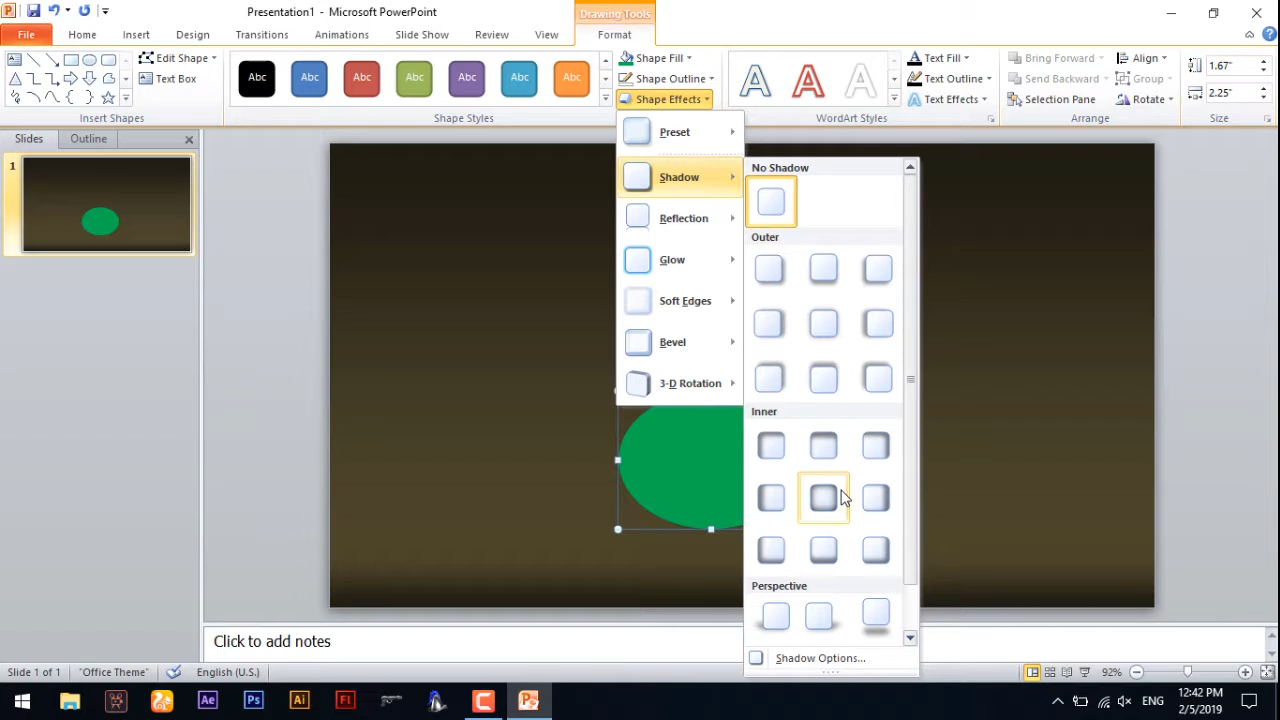 Presentation1 - Microsoft PowerPoint
Drawing Tools
File Home Insert Design Transitions Animations Slide Show Review View Format
Edit Shape
Text Box
Insert Shapes
Abc Abc Abc Abc Abc Abc Abc
Shape Styles
Shape Fill
Shape Outline
Shape Effects
A A A
WordArt Styles
Text Fill
Text Outline
Text Effects
Bring Forward
Send Backward
Selection Pane
Align
Group
Rotate
Arrange
1.67"
2.25"
Size
Slides Outline
1
Preset
Shadow
Reflection
Glow
Soft Edges
Bevel
3-D Rotation
No Shadow
Outer
Inner
Perspective
Shadow Options...
Click to add notes
Slide 1 of 1 "Office Theme" English (U.S.) 92%
Ae Ps Ai Fl
ENG
12:42 PM
2/5/2019